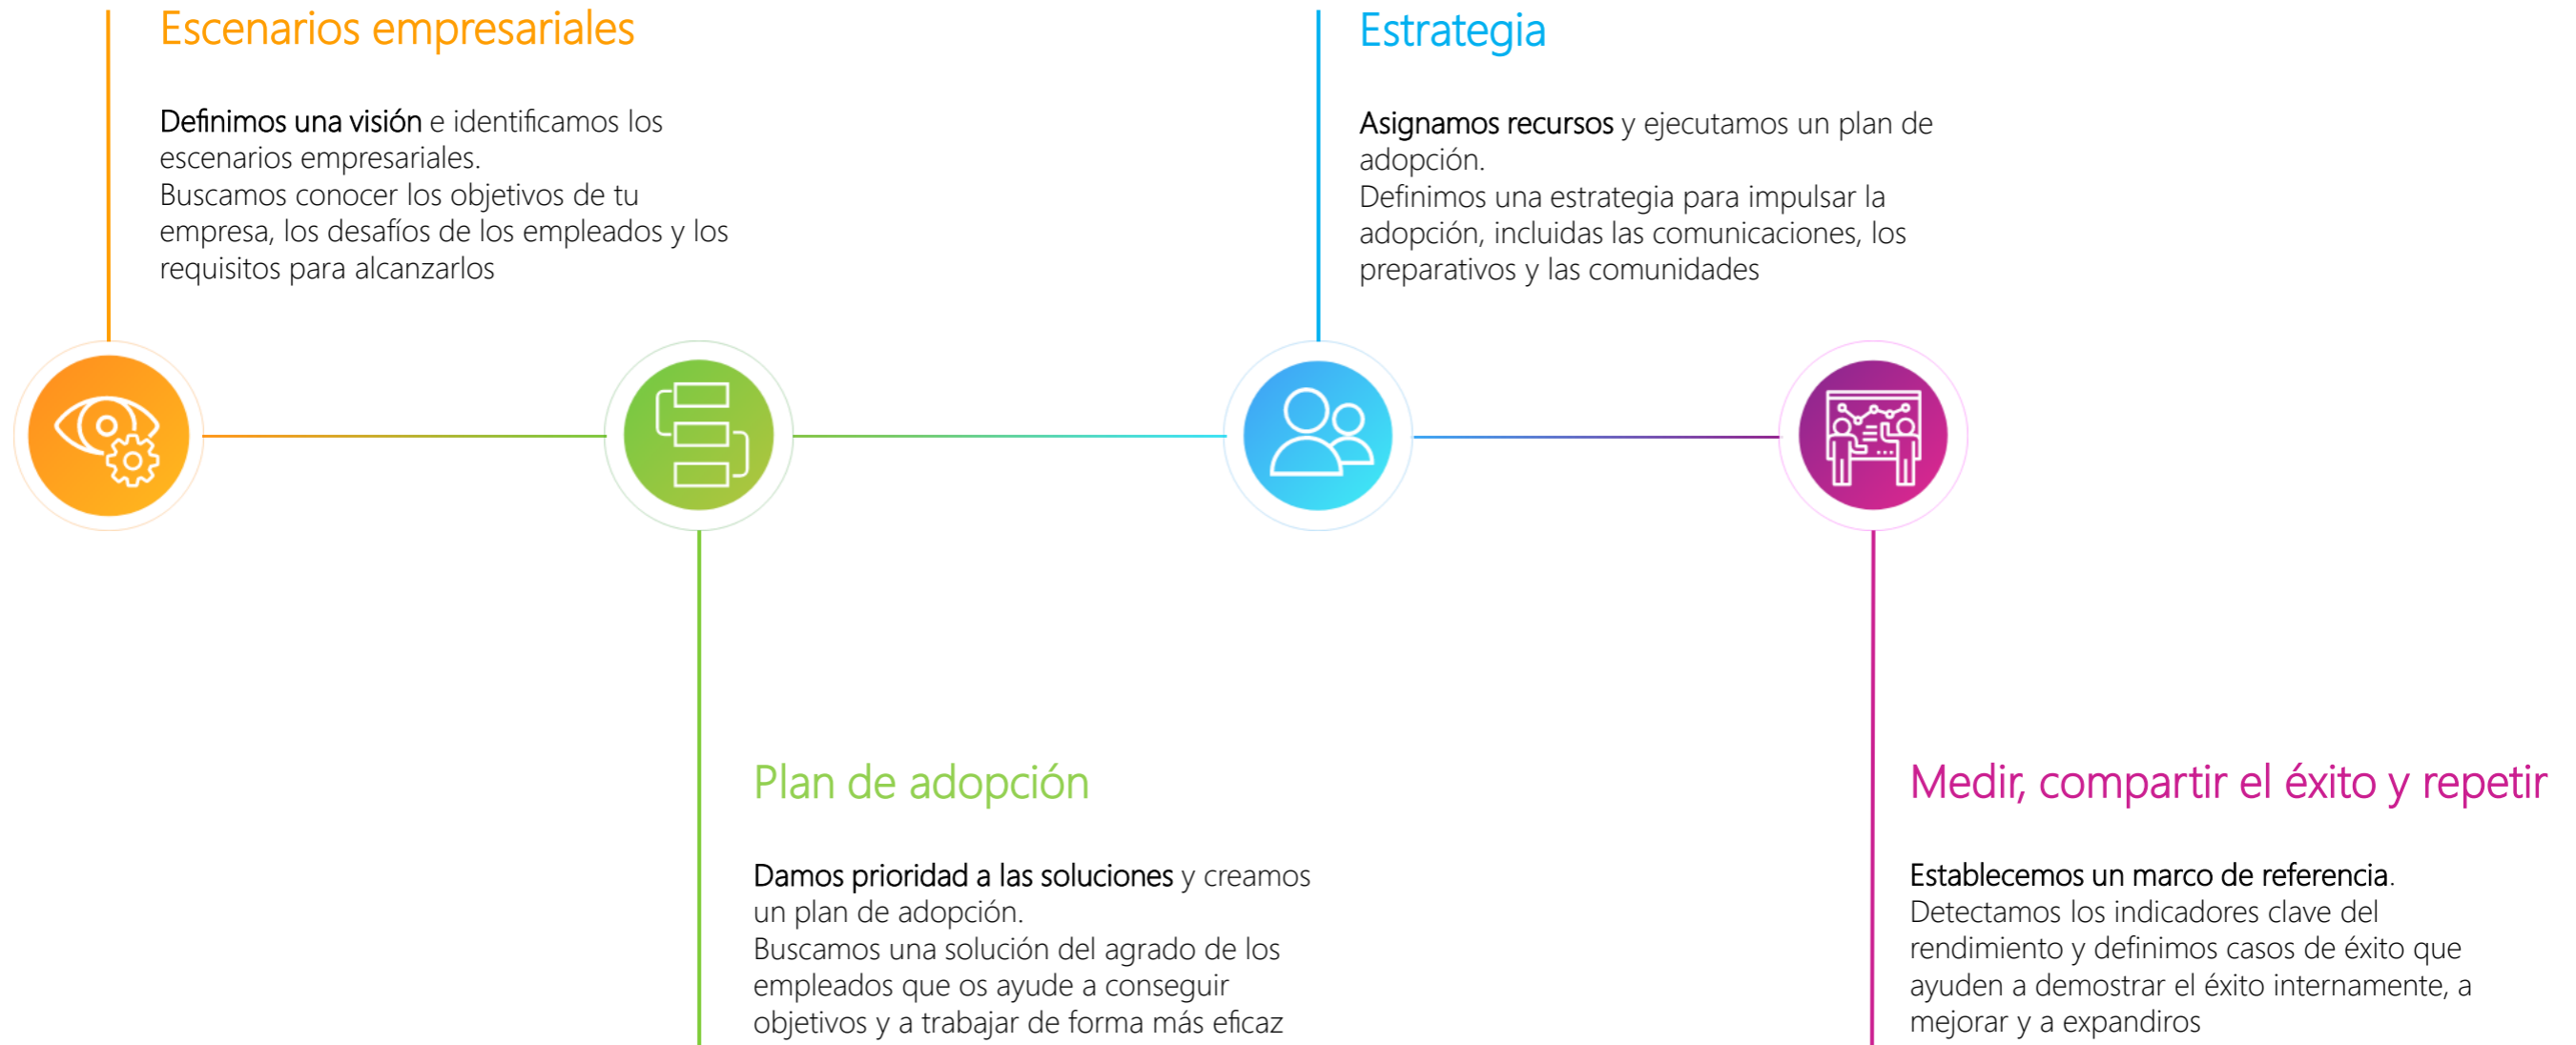 Escenarios empresariales
Definimos una visión e identificamos los
escenarios empresariales.
Buscamos conocer los objetivos de tu
empresa, los desafíos de los empleados y los
requisitos para alcanzarlos
Plan de adopción
Damos prioridad a las soluciones y creamos
un plan de adopción.
Buscamos una solución del agrado de los
empleados que os ayude a conseguir
objetivos y a trabajar de forma más eficaz
Estrategia
Asignamos recursos y ejecutamos un plan de
adopción.
Definimos una estrategia para impulsar la
adopción, incluidas las comunicaciones, los
preparativos y las comunidades
Medir, compartir el éxito y repetir
Establecemos un marco de referencia.
Detectamos los indicadores clave del
rendimiento y definimos casos de éxito que
ayuden a demostrar el éxito internamente, a
mejorar y a expandiros